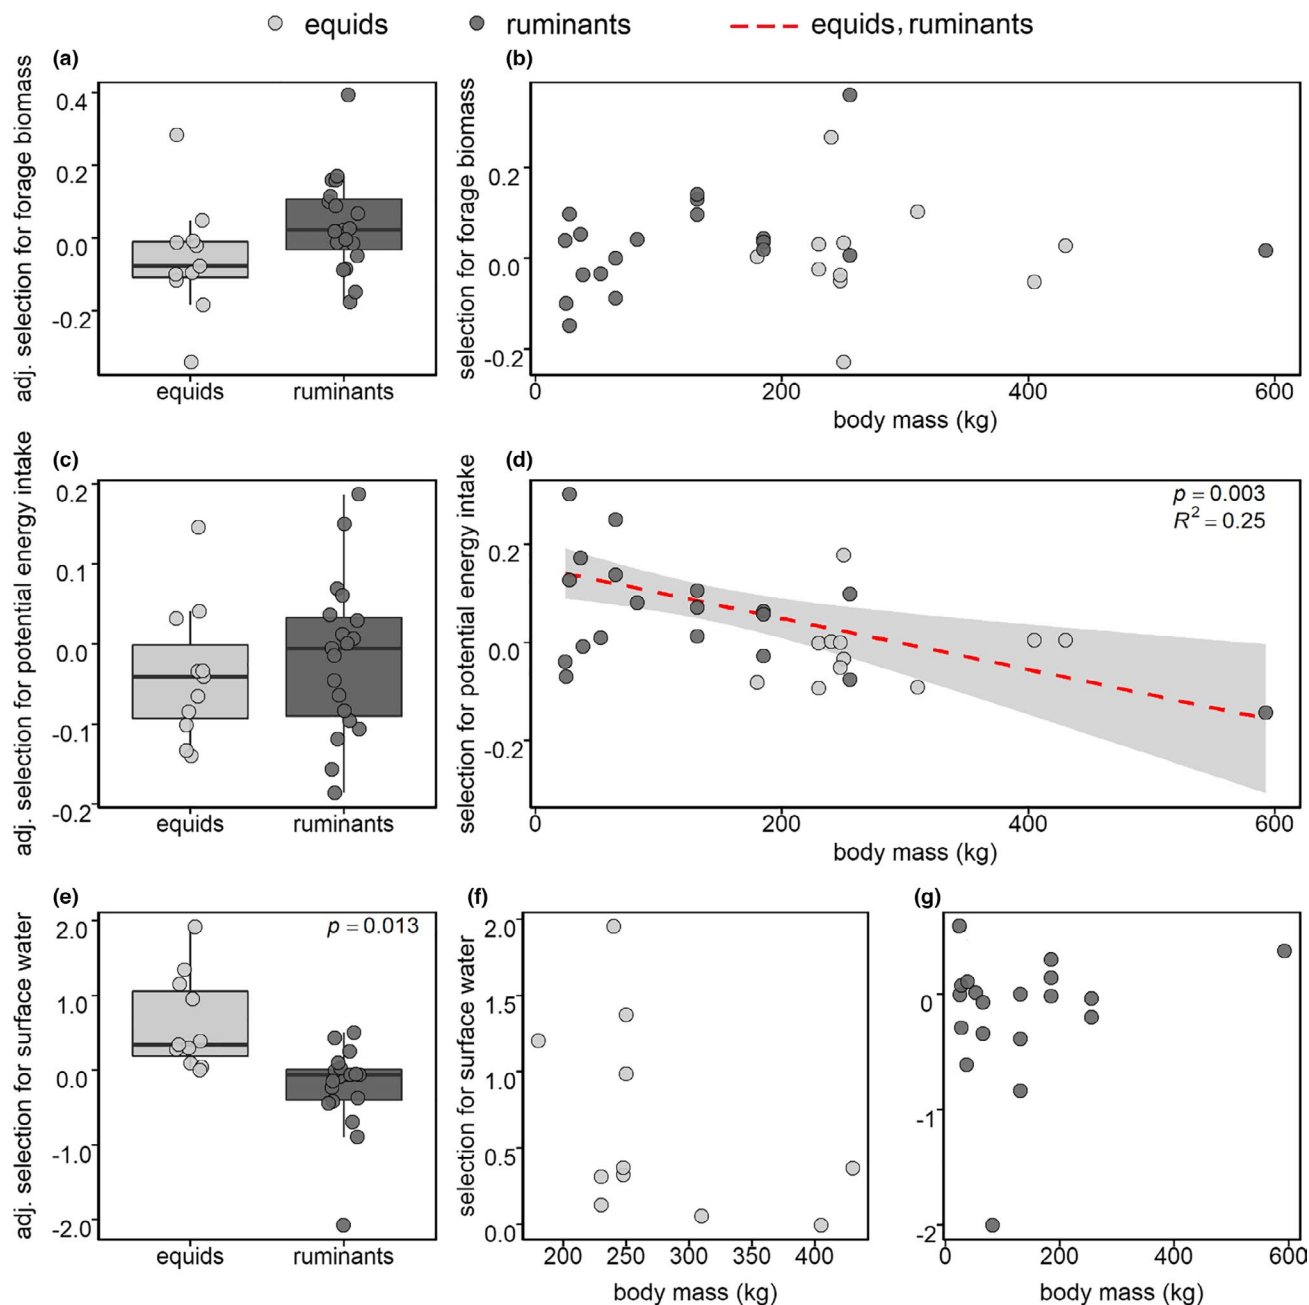 equids ruminants equids, ruminants
(a) (b)
adj. selection for forage biomass
0.4
0.2
0.0
-0.2
equids ruminants
selection for forage biomass
0.2
0.0
-0.2
0 200 400 600
body mass (kg)
(c) (d)
adj. selection for potential energy intake
0.2
0.1
0.0
-0.1
-0.2
equids ruminants
selection for potential energy intake
0.2
0.0
-0.2
p = 0.003
R² = 0.25
0 200 400 600
body mass (kg)
(e) (f) (g)
adj. selection for surface water
2.0
1.0
0.0
-1.0
-2.0
p = 0.013
equids ruminants
selection for surface water
2.0
1.5
1.0
0.5
0.0
200 250 300 350 400
body mass (kg)
0
-1
-2
0 200 400 600
body mass (kg)